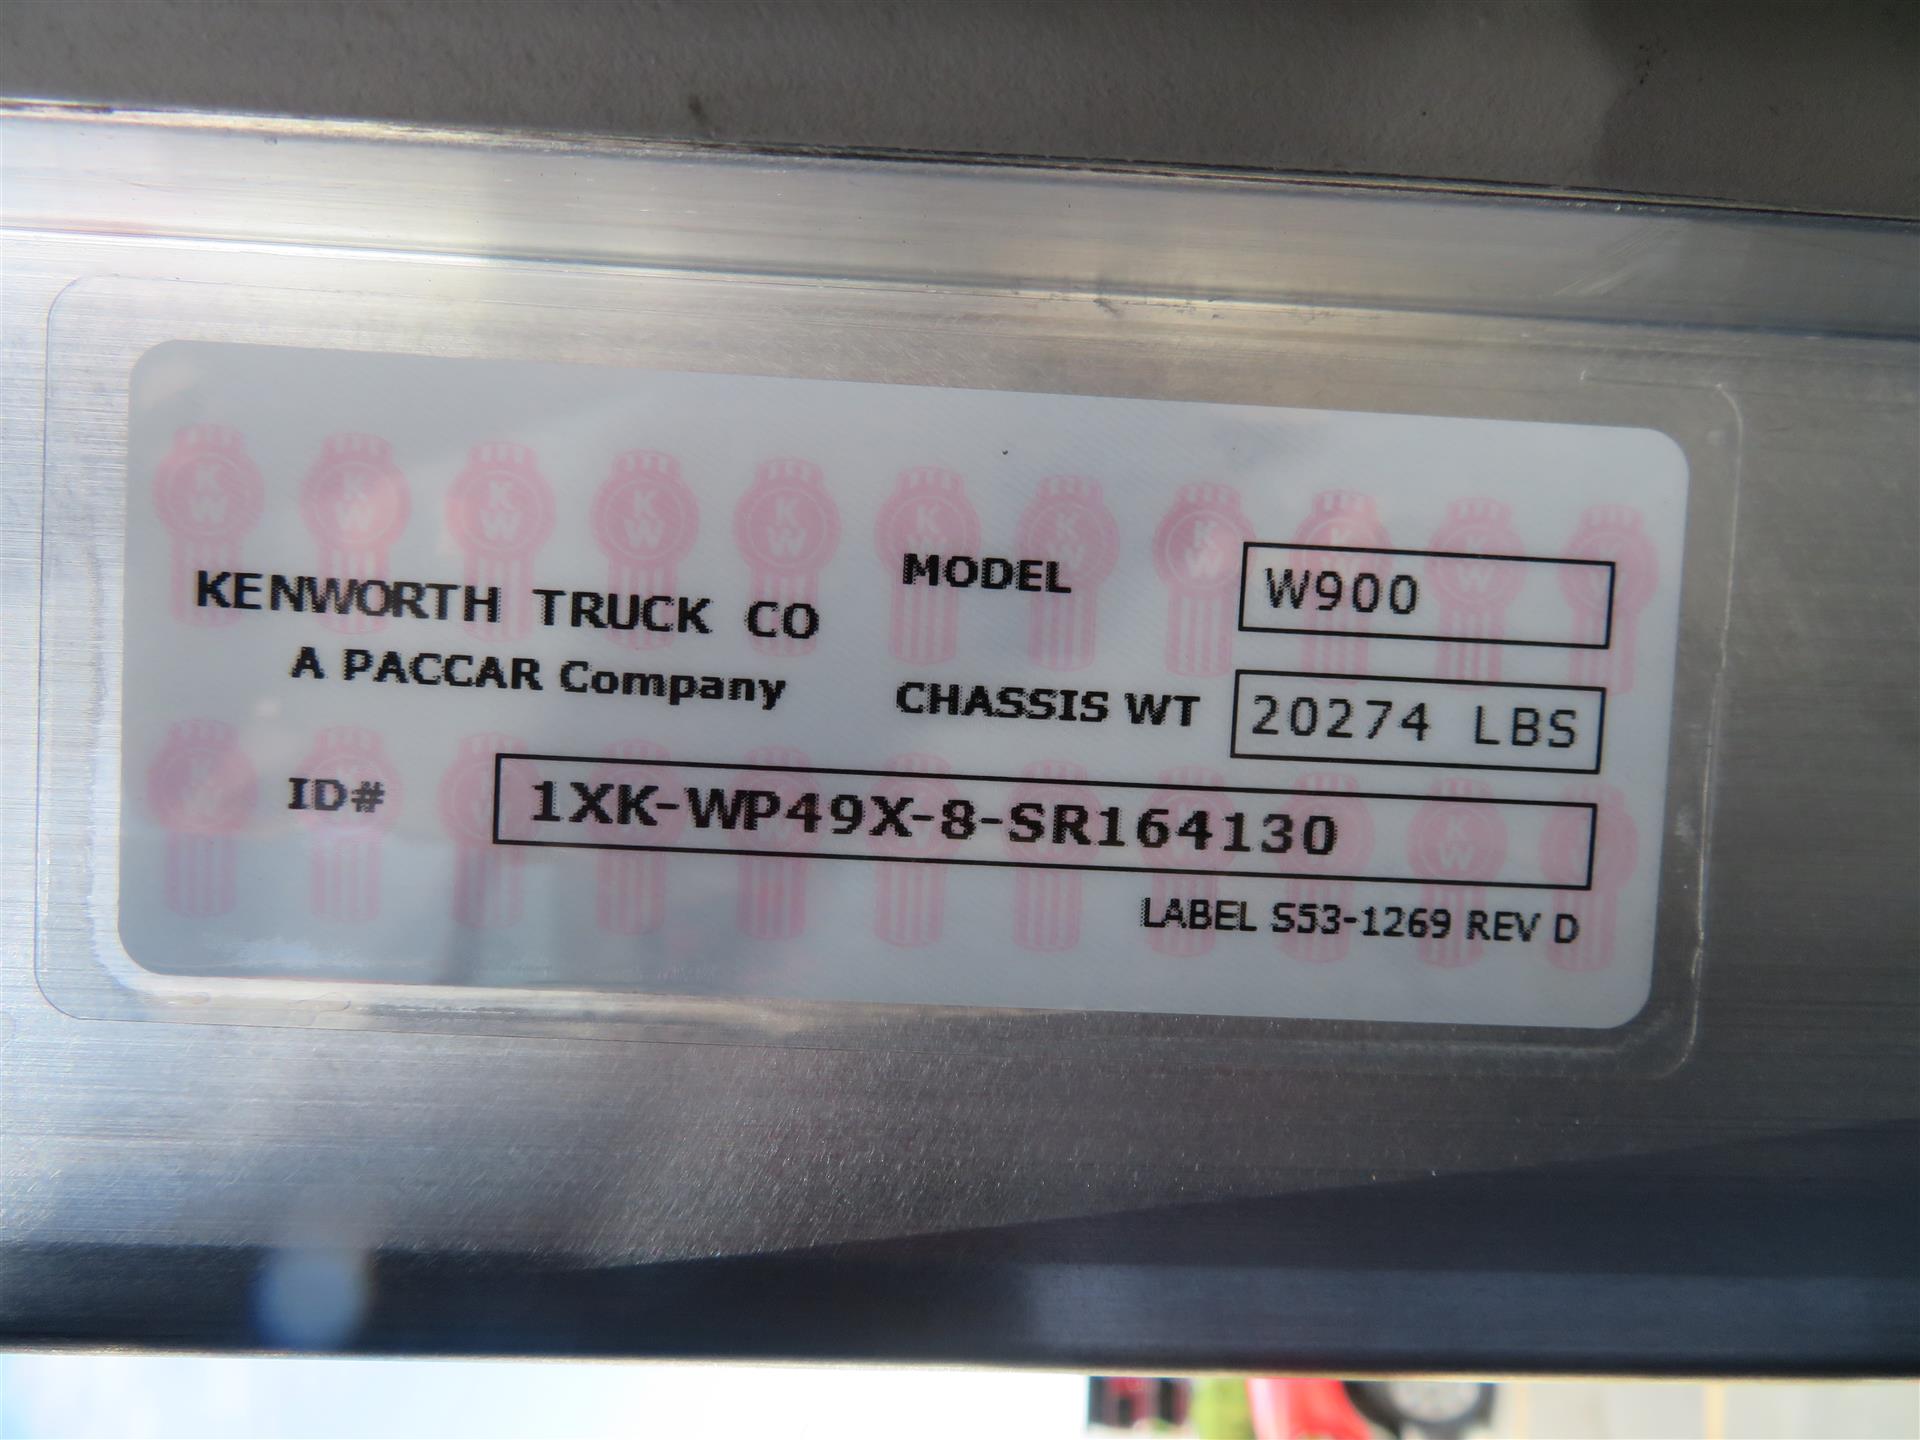 KENWORTH TRUCK CO
A PACCAR Company
MODEL W900
CHASSIS WT 20274 LBS
ID# 1XK-WP49X-8-SR164130
LABEL S53-1269 REV D